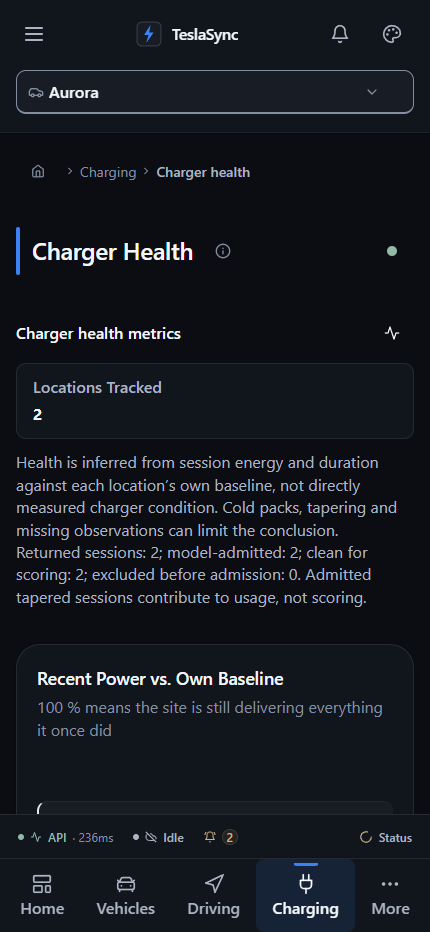 TeslaSync
Aurora
Charging
Charger health
Charger Health
Charger health metrics
Locations Tracked
2
Health is inferred from session energy and duration
against each location's own baseline, not directly
measured charger condition. Cold packs, tapering and
missing observations can limit the conclusion.
Returned sessions: 2; model-admitted: 2; clean for
scoring: 2; excluded before admission: 0. Admitted
tapered sessions contribute to usage, not scoring.
Recent Power vs. Own Baseline
100 % means the site is still delivering everything
it once did
API · 236ms
Idle
2
Status
Home
Vehicles
Driving
Charging
More